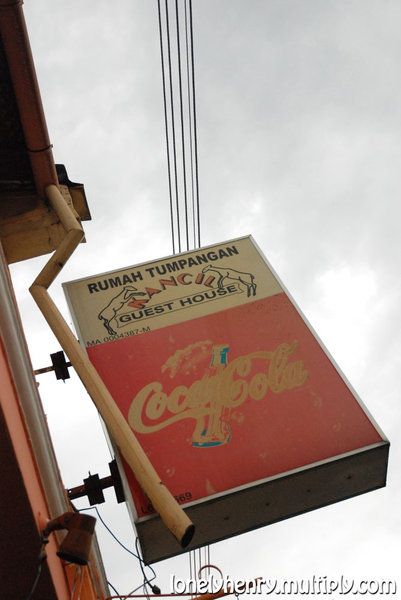 RUMAH TUMPANGAN
KANCIL
GUEST HOUSE
MA 0004387-M
Coca-Cola
lonelyhenry.multiply.com